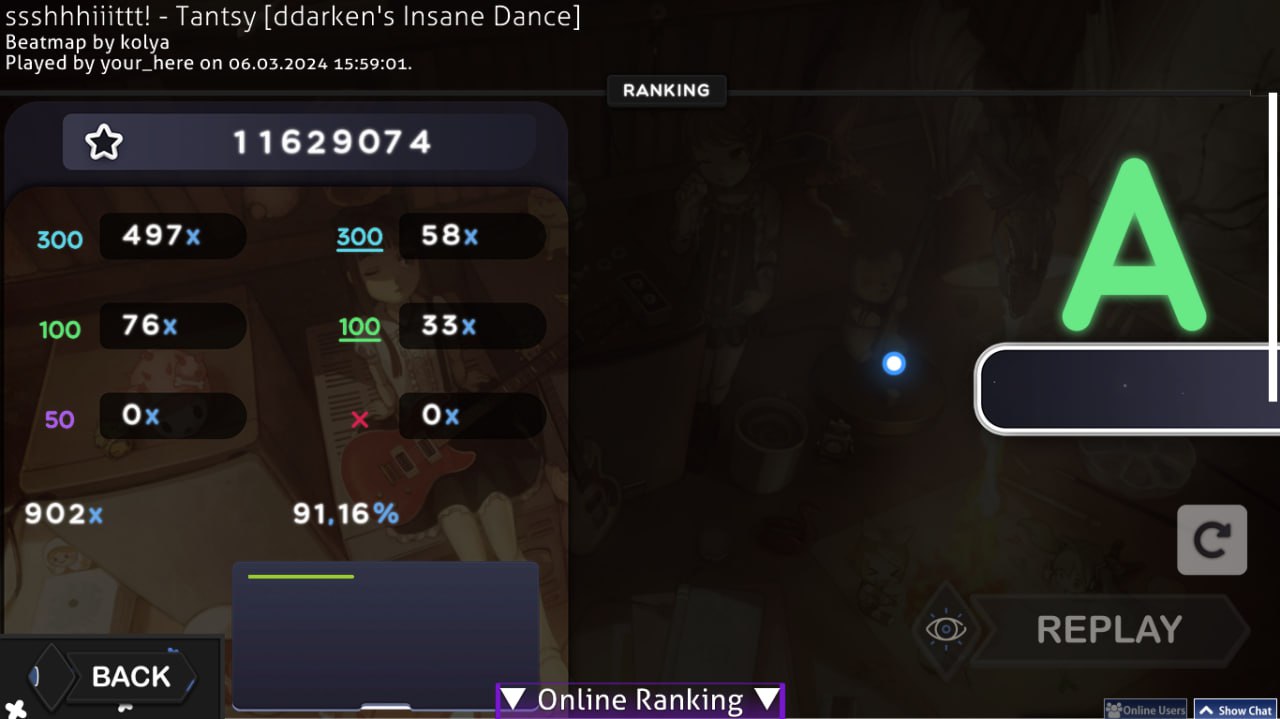 ssshhhiiittt! - Tantsy [ddarken's Insane Dance]
Beatmap by kolya
Played by your_here on 06.03.2024 15:59:01.
RANKING
11629074
A
300 497x 300 58x
100 76x 100 33x
50 0x × 0x
902x 91,16%
REPLAY
BACK
Online Ranking
Online Users
Show Chat